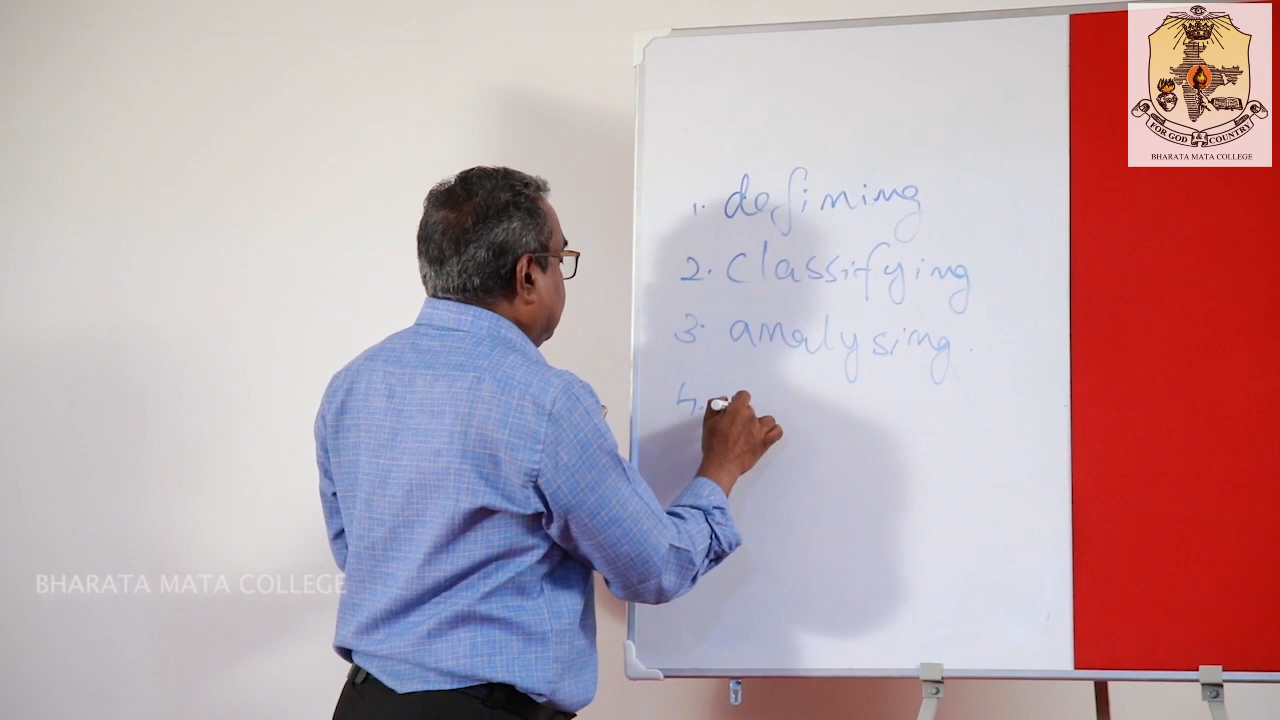 FOR GOD & COUNTRY
BHARATA MATA COLLEGE
1. defining
2. classifying
3. analysing.
4.
BHARATA MATA COLLEGE